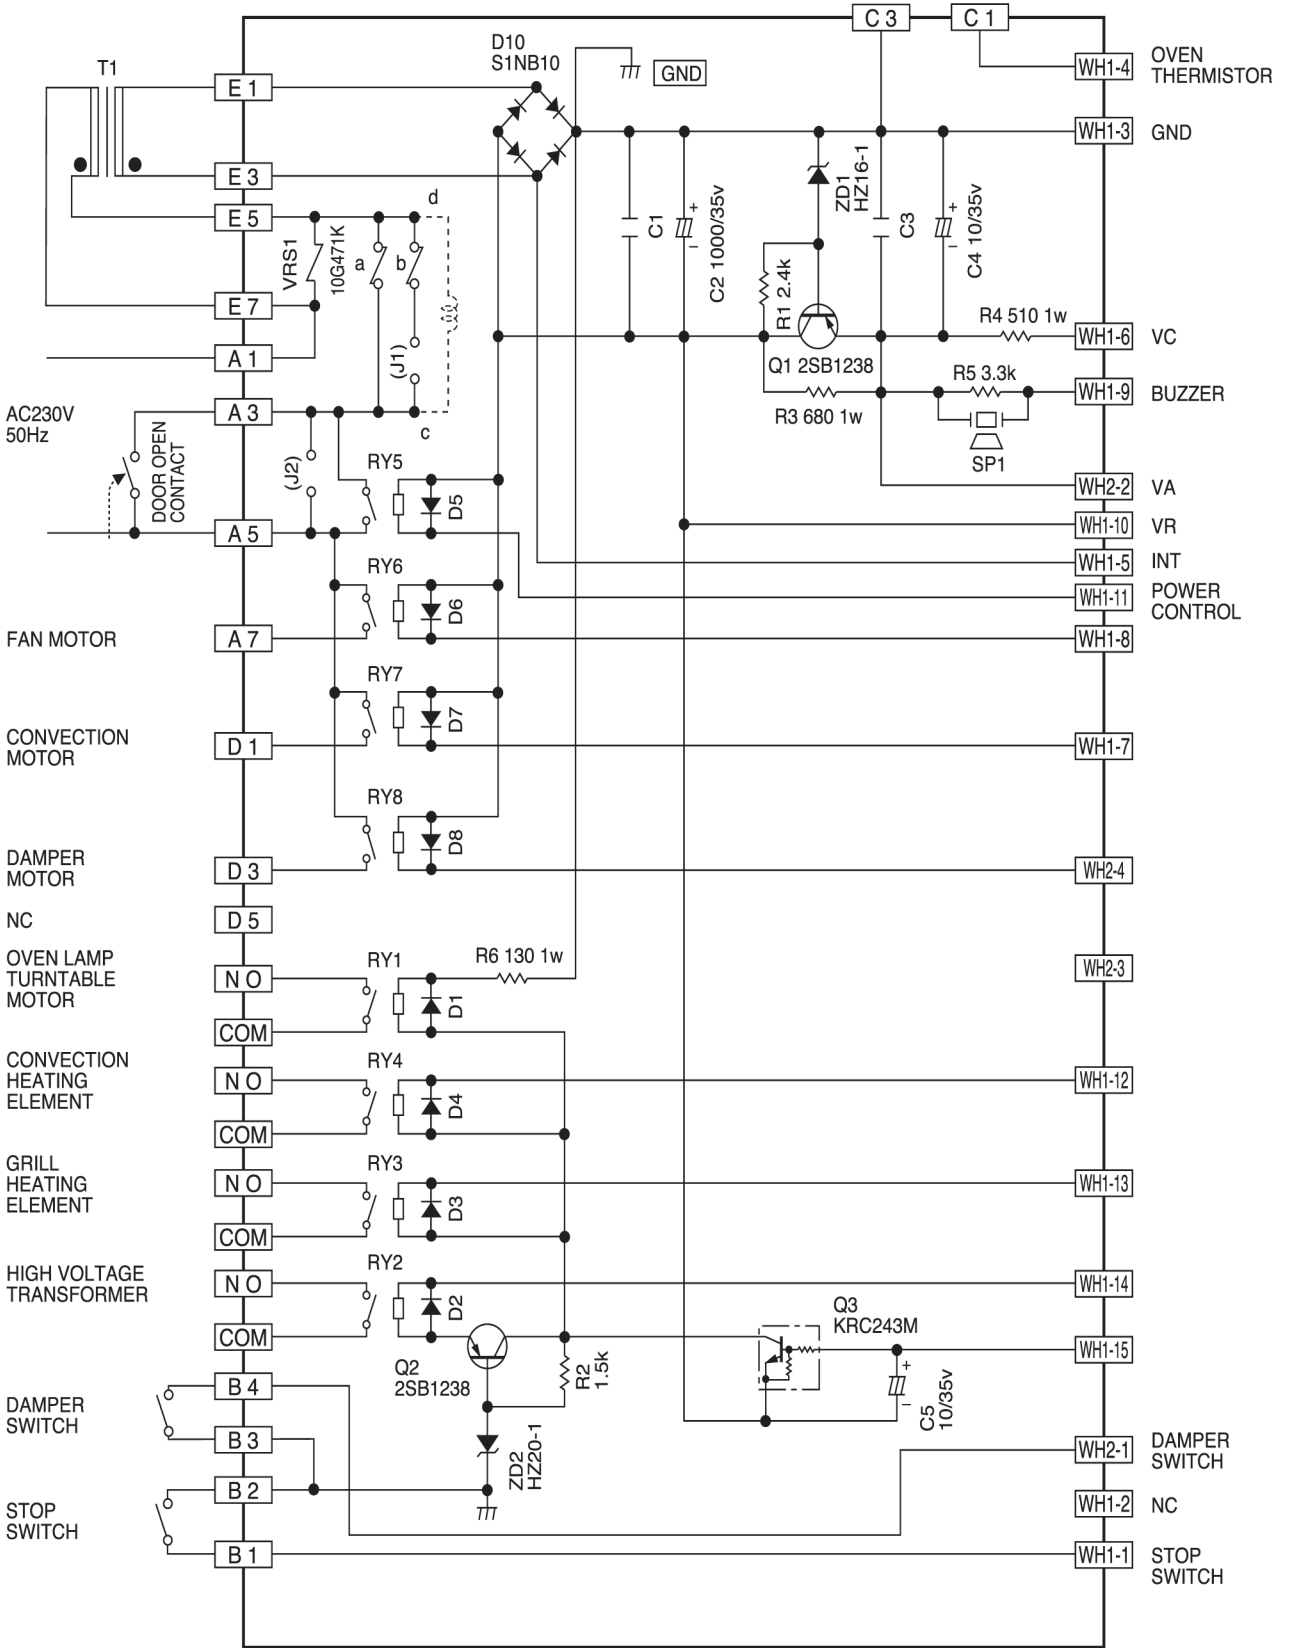 C 3
C 1
D10
S1NB10
GND
WH1-4
OVEN
THERMISTOR
T1
E 1
WH1-3
GND
ZD1
HZ16-1
E 3
d
E 5
VRS1
10G471K
a
b
C1
C2 1000/35v
+
–
C3
C4 10/35v
+
–
R1 2.4k
E 7
R4 510 1w
WH1-6
VC
A 1
(J1)
Q1 2SB1238
R5 3.3k
WH1-9
BUZZER
AC230V
50Hz
A 3
c
R3 680 1w
SP1
DOOR OPEN
CONTACT
(J2)
RY5
D5
WH2-2
VA
A 5
WH1-10
VR
RY6
WH1-5
INT
D6
WH1-11
POWER
CONTROL
FAN MOTOR
A 7
WH1-8
RY7
D7
CONVECTION
MOTOR
D 1
WH1-7
RY8
D8
DAMPER
MOTOR
D 3
WH2-4
NC
D 5
OVEN LAMP
TURNTABLE
MOTOR
N O
RY1
R6 130 1w
WH2-3
D1
COM
CONVECTION
HEATING
ELEMENT
N O
RY4
WH1-12
D4
COM
GRILL
HEATING
ELEMENT
N O
RY3
WH1-13
D3
COM
HIGH VOLTAGE
TRANSFORMER
N O
RY2
WH1-14
D2
Q3
KRC243M
COM
WH1-15
Q2
2SB1238
R2
1.5k
+
–
C5
10/35v
B 4
DAMPER
SWITCH
B 3
ZD2
HZ20-1
WH2-1
DAMPER
SWITCH
B 2
STOP
SWITCH
WH1-2
NC
B 1
WH1-1
STOP
SWITCH